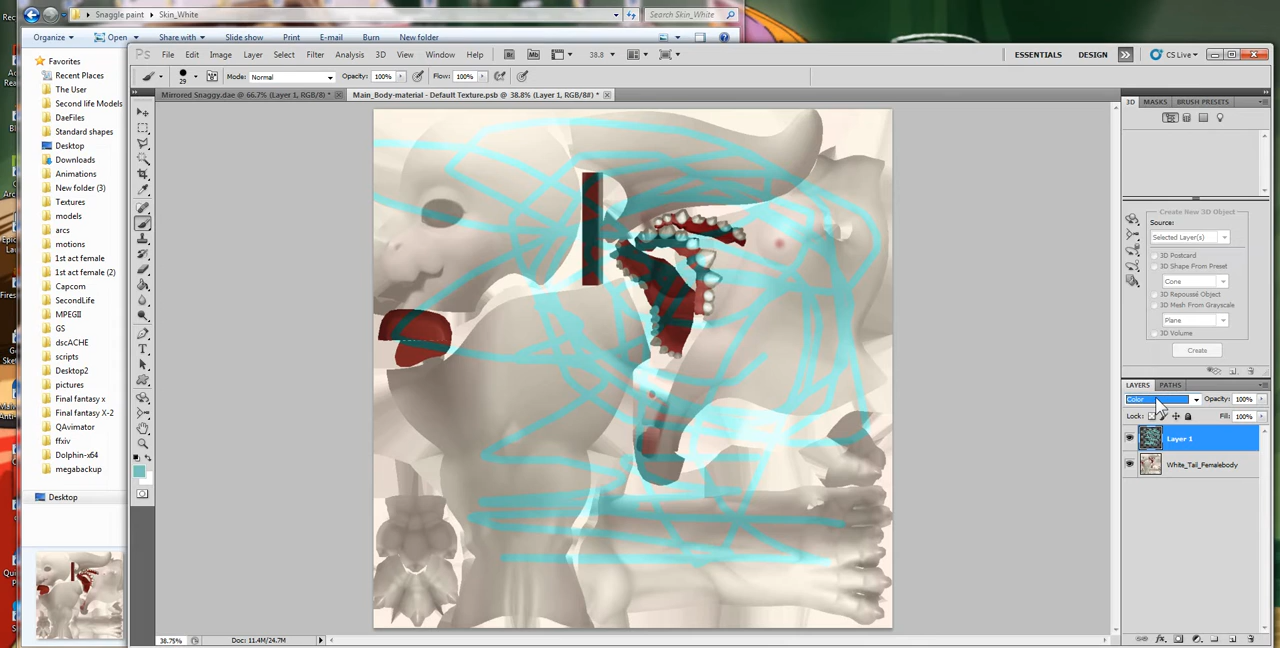 Snaggle paint
Skin_White
Search Skin_White
Organize
Open
Share with
Slide show
Print
E-mail
Burn
New folder
Favorites
Recent Places
The User
Second life Models
DaeFiles
Standard shapes
Desktop
Downloads
Animations
New folder (3)
Textures
models
arcs
motions
1st act female
1st act female (2)
Capcom
SecondLife
MPEGII
GS
dscACHE
scripts
Desktop2
pictures
Final fantasy x
Final fantasy X-2
QAvimator
ffxiv
Dolphin-x64
megabackup
Desktop
Ps
File
Edit
Image
Layer
Select
Filter
Analysis
3D
View
Window
Help
Br
Mb
38.8
ESSENTIALS
DESIGN
CS Live
29
Mode: Normal
Opacity: 100%
Flow: 100%
Mirrored Snaggy.dae @ 66.7% (Layer 1, RGB/8) *
Main_Body-material - Default Texture.psb @ 38.8% (Layer 1, RGB/8#) *
3D
MASKS
BRUSH PRESETS
Create New 3D Object
Source:
Selected Layer(s)
3D Postcard
3D Shape From Preset
Cone
3D Repoussé Object
3D Mesh From Grayscale
Plane
3D Volume
Create
LAYERS
PATHS
Color
Opacity: 100%
Lock:
Fill: 100%
Layer 1
White_Tail_Femalebody
38.75%
Doc: 11.4M/24.7M